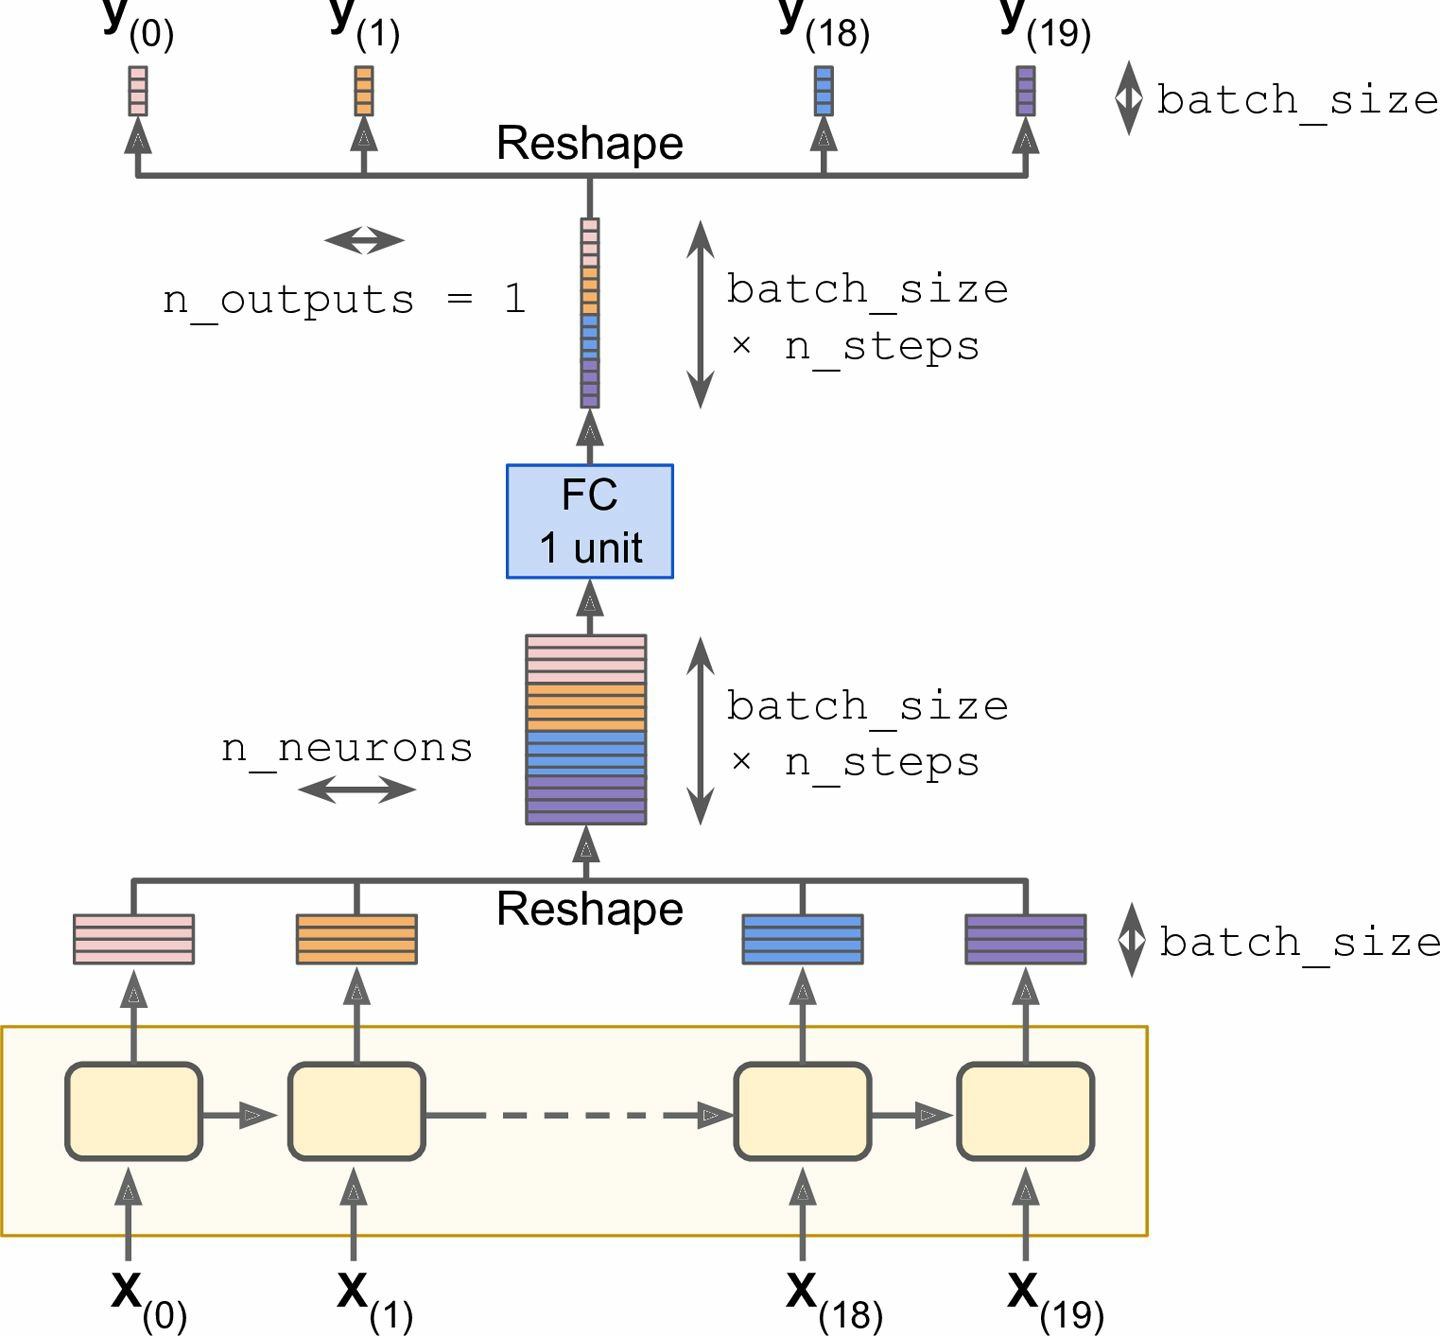 y(0) y(1) y(18) y(19)
batch_size
Reshape
n_outputs = 1
batch_size
× n_steps
FC
1 unit
n_neurons
batch_size
× n_steps
Reshape
batch_size
x(0) x(1) x(18) x(19)